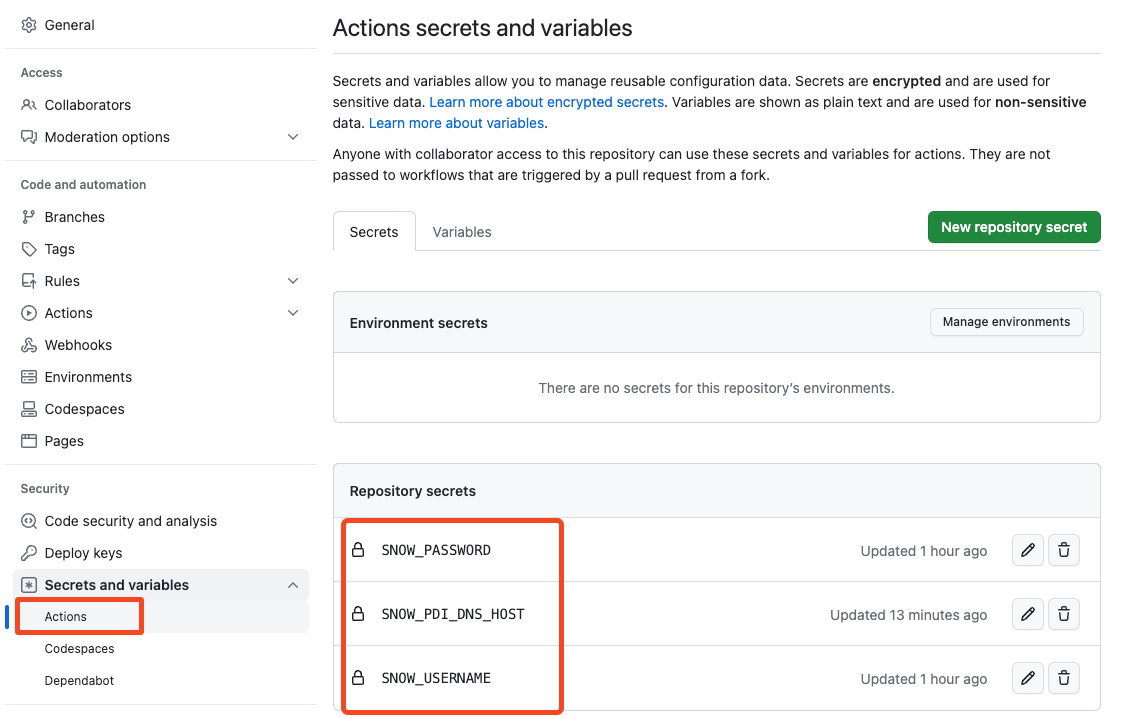 General
Access
Collaborators
Moderation options
Code and automation
Branches
Tags
Rules
Actions
Webhooks
Environments
Codespaces
Pages
Security
Code security and analysis
Deploy keys
Secrets and variables
Actions
Codespaces
Dependabot
Actions secrets and variables
Secrets and variables allow you to manage reusable configuration data. Secrets are encrypted and are used for
sensitive data. Learn more about encrypted secrets. Variables are shown as plain text and are used for non-sensitive
data. Learn more about variables.
Anyone with collaborator access to this repository can use these secrets and variables for actions. They are not
passed to workflows that are triggered by a pull request from a fork.
Secrets Variables New repository secret
Environment secrets Manage environments
There are no secrets for this repository's environments.
Repository secrets
SNOW_PASSWORD Updated 1 hour ago
SNOW_PDI_DNS_HOST Updated 13 minutes ago
SNOW_USERNAME Updated 1 hour ago